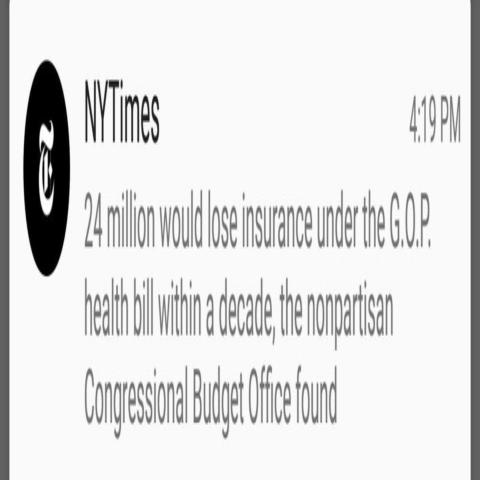 NYTimes 4:19 PM
24 million would lose insurance under the G.O.P.
health bill within a decade, the nonpartisan
Congressional Budget Office found